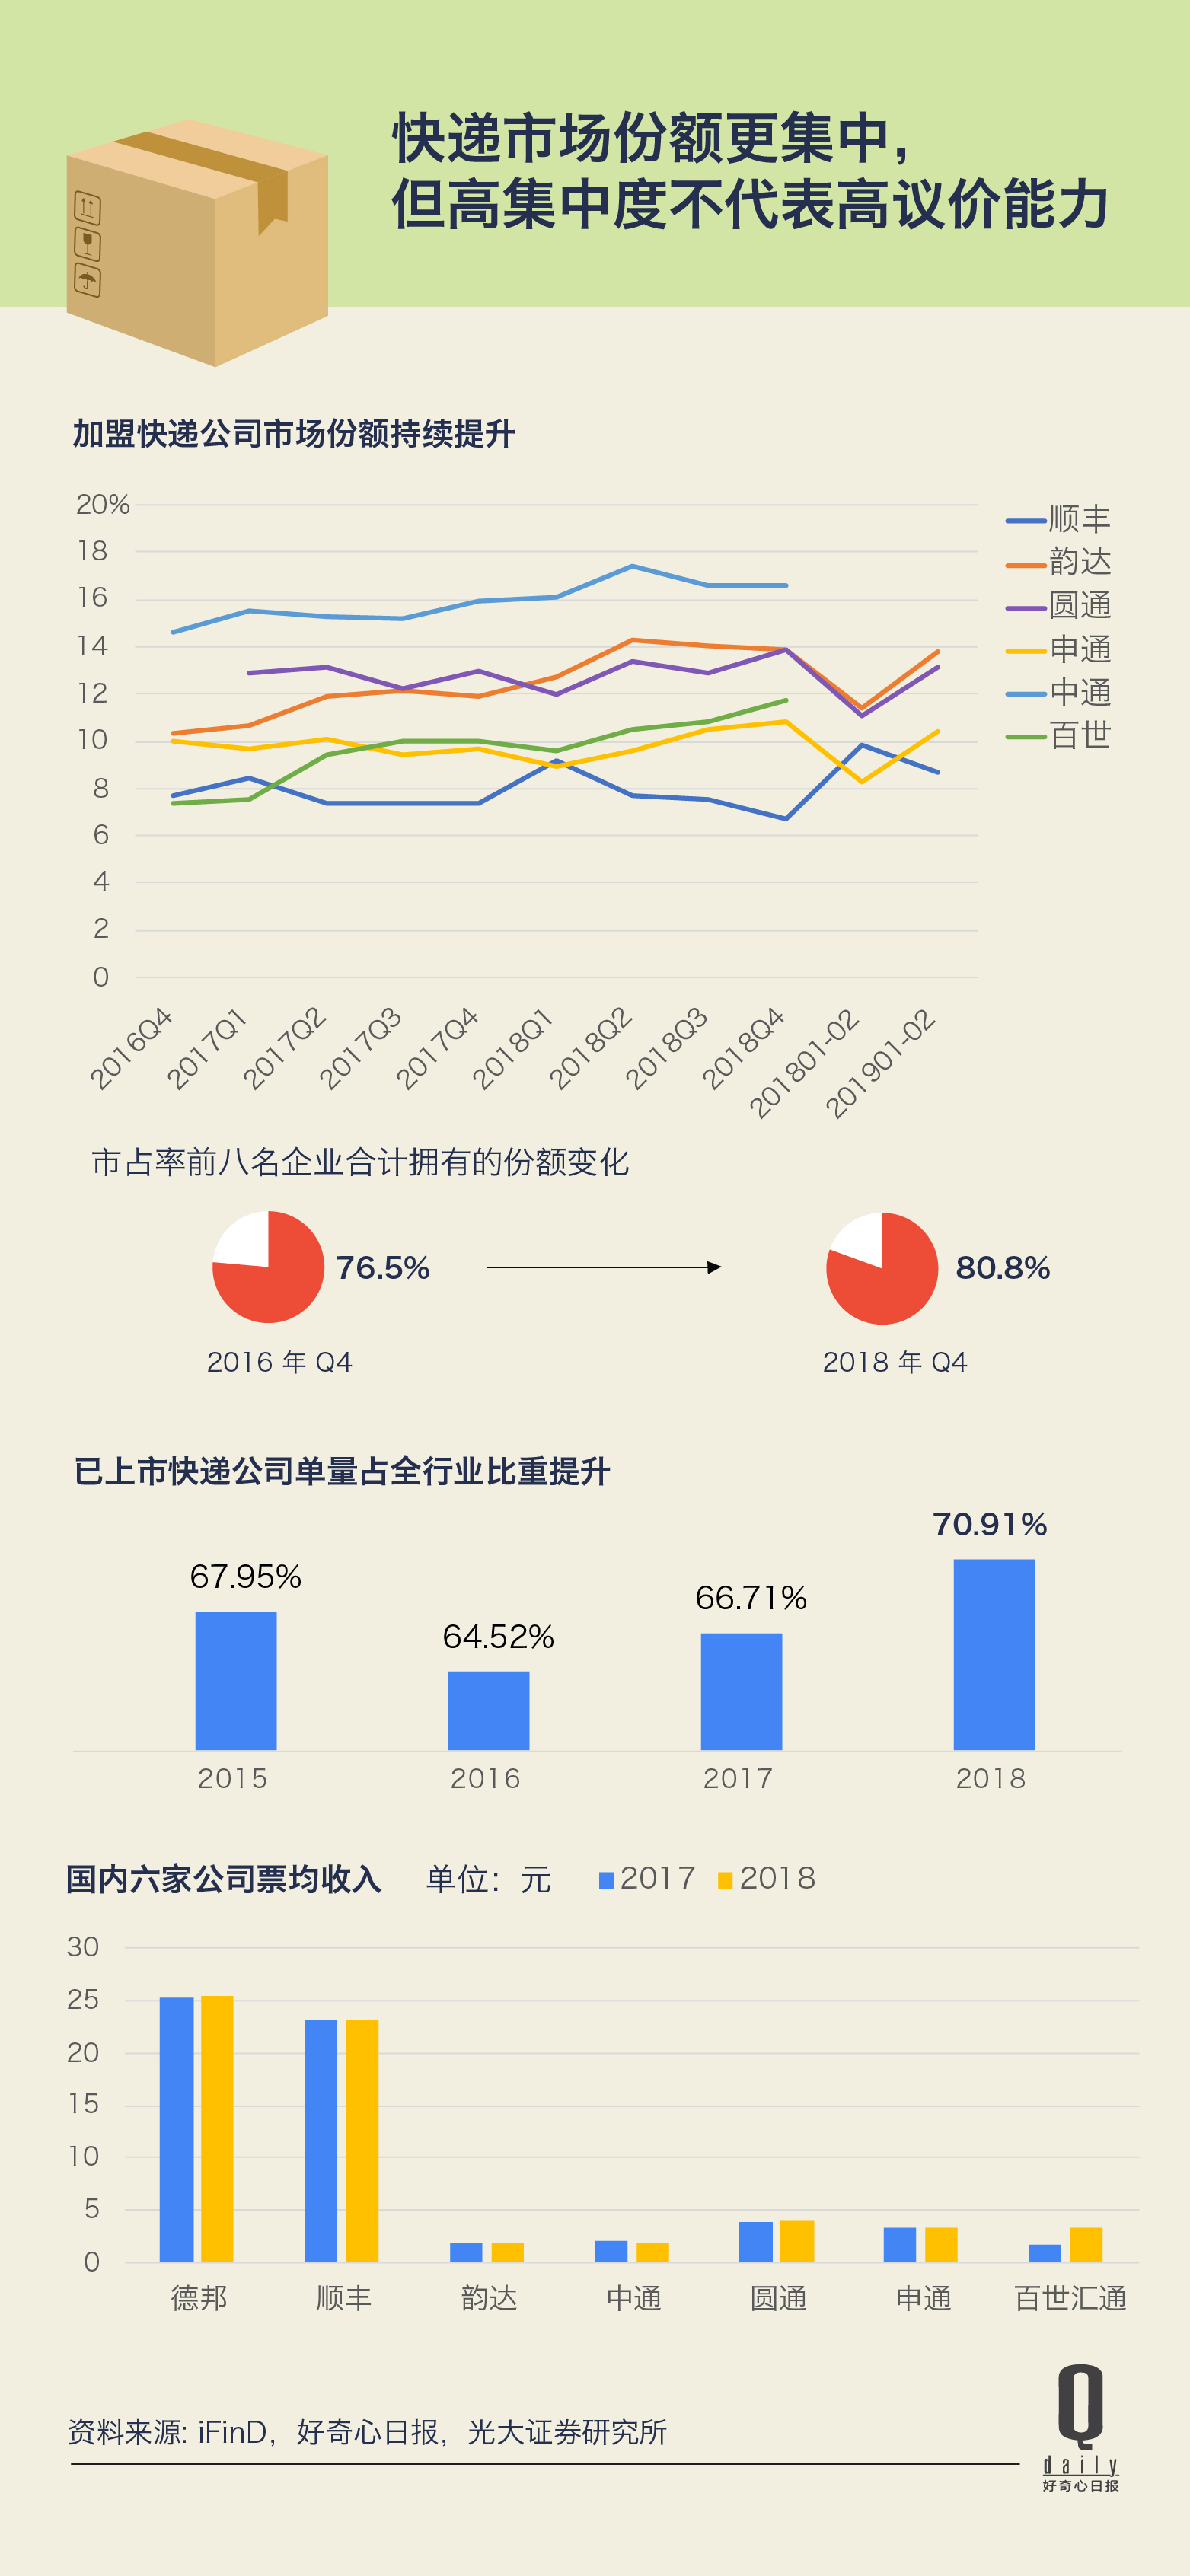 快递市场份额更集中,
但高集中度不代表高议价能力
加盟快递公司市场份额持续提升
20%
18
16
14
12
10
8
6
4
2
0
顺丰
韵达
圆通
申通
中通
百世
2016Q4
2017Q1
2017Q2
2017Q3
2017Q4
2018Q1
2018Q2
2018Q3
2018Q4
201801-02
201901-02
市占率前八名企业合计拥有的份额变化
76.5%
80.8%
2016 年 Q4
2018 年 Q4
已上市快递公司单量占全行业比重提升
67.95%
64.52%
66.71%
70.91%
2015
2016
2017
2018
国内六家公司票均收入 单位：元 2017 2018
30
25
20
15
10
5
0
德邦
顺丰
韵达
中通
圆通
申通
百世汇通
资料来源: iFinD，好奇心日报，光大证券研究所
Q
daily
好奇心日报